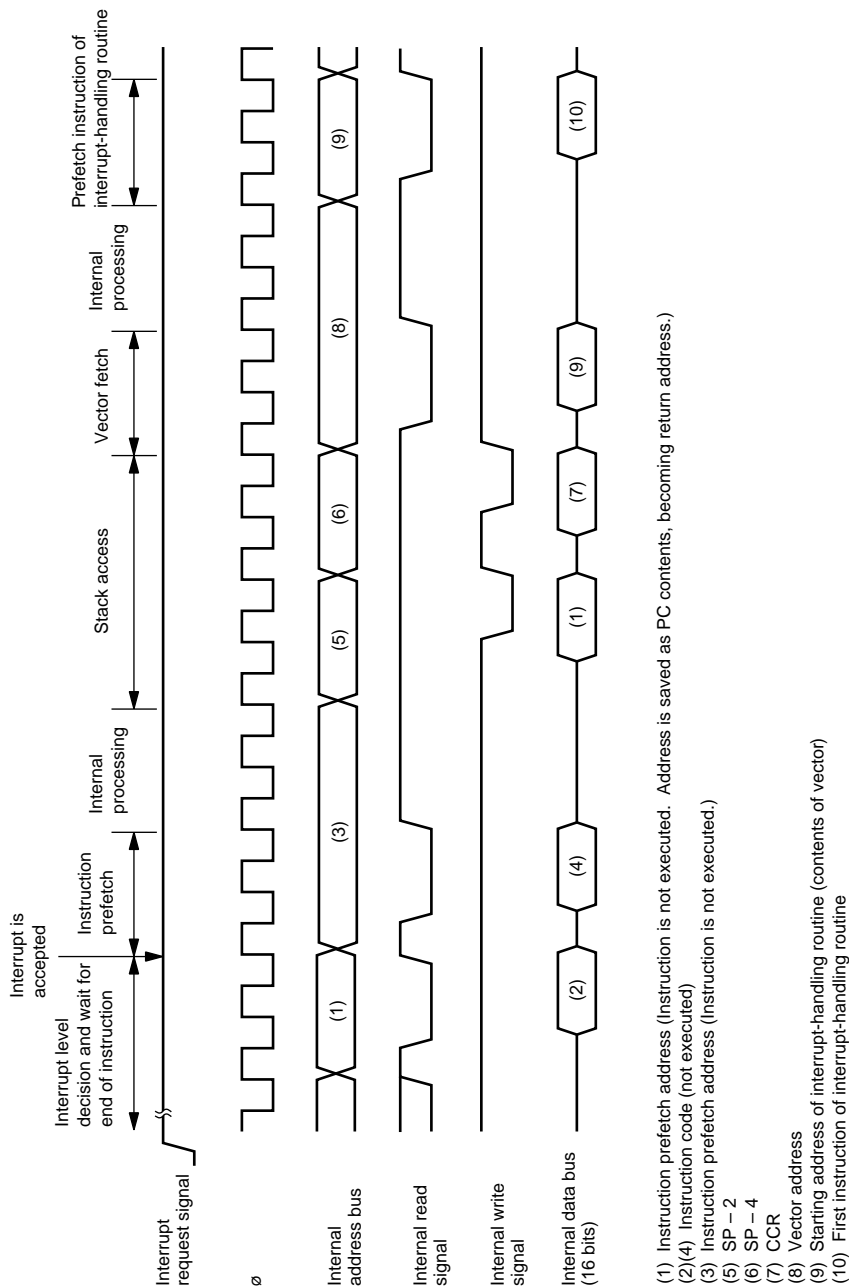 Interrupt is
accepted
Interrupt level
decision and wait for
end of instruction
Instruction
prefetch
Internal
processing
Stack access
Vector fetch
Internal
processing
Prefetch instruction of
interrupt-handling routine
Interrupt
request signal
ø
Internal
address bus
(1)
(3)
(5)
(6)
(8)
(9)
Internal read
signal
Internal write
signal
Internal data bus
(16 bits)
(2)
(4)
(1)
(7)
(9)
(10)
(1) Instruction prefetch address (Instruction is not executed. Address is saved as PC contents, becoming return address.)
(2)(4) Instruction code (not executed)
(3) Instruction prefetch address (Instruction is not executed.)
(5) SP – 2
(6) SP – 4
(7) CCR
(8) Vector address
(9) Starting address of interrupt-handling routine (contents of vector)
(10) First instruction of interrupt-handling routine